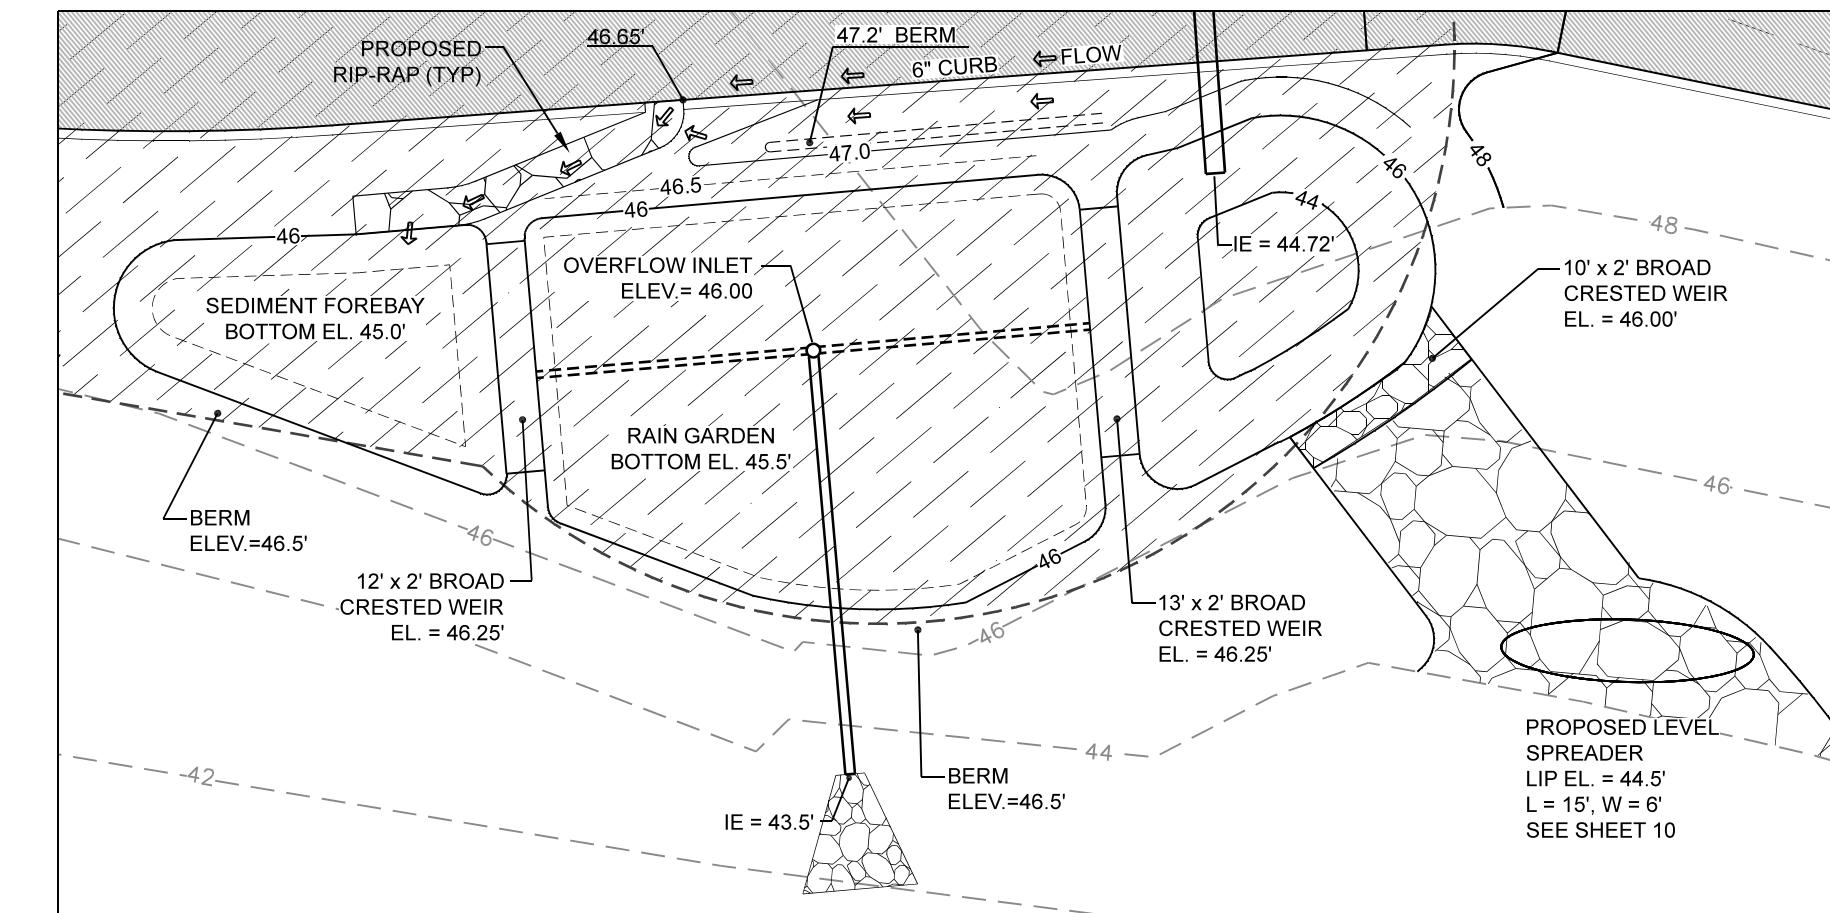 PROPOSED
RIP-RAP (TYP)
46.65'
47.2' BERM
6" CURB
FLOW
47.0
46.5
46
46
46
44
48
48
IE = 44.72'
OVERFLOW INLET
ELEV.= 46.00
SEDIMENT FOREBAY
BOTTOM EL. 45.0'
10' x 2' BROAD
CRESTED WEIR
EL. = 46.00'
RAIN GARDEN
BOTTOM EL. 45.5'
46
BERM
ELEV.=46.5'
46
46
12' x 2' BROAD
CRESTED WEIR
EL. = 46.25'
46
13' x 2' BROAD
CRESTED WEIR
EL. = 46.25'
44
42
BERM
ELEV.=46.5'
IE = 43.5'
PROPOSED LEVEL
SPREADER
LIP EL. = 44.5'
L = 15', W = 6'
SEE SHEET 10